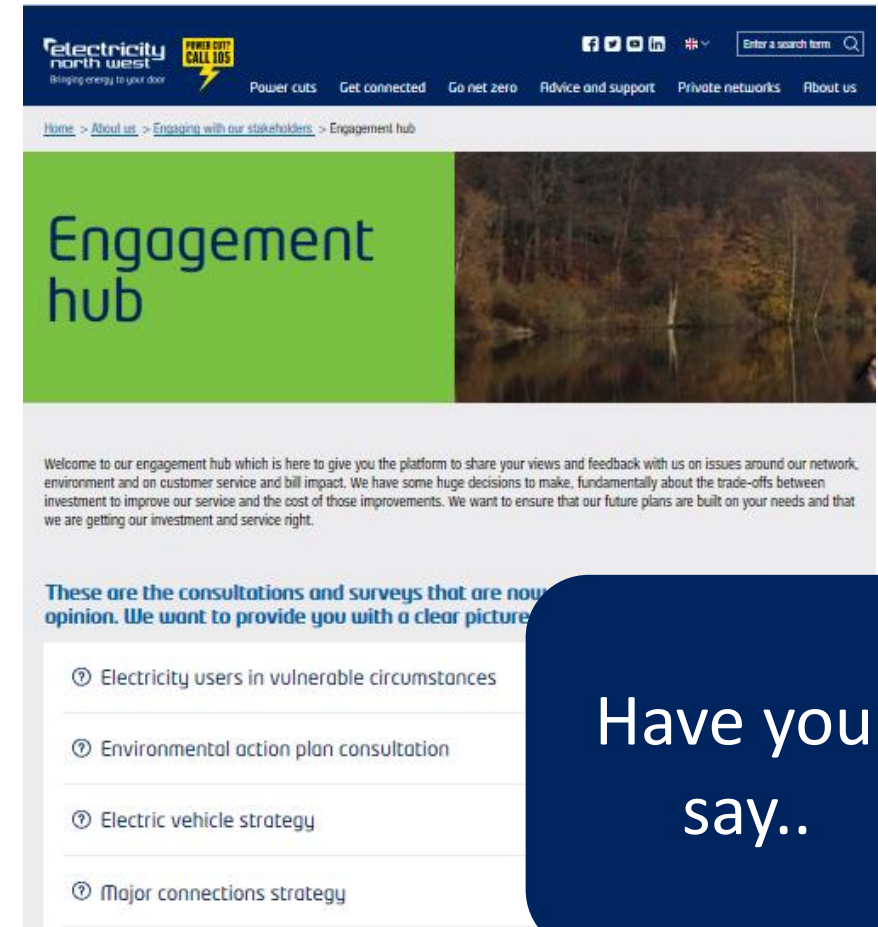 electricity
north west
Bringing energy to your door
POWER CUT?
CALL 105
Enter a search term
Power cuts Get connected Go net zero Advice and support Private networks About us
Home > About us > Engaging with our stakeholders > Engagement hub
Engagement
hub
Welcome to our engagement hub which is here to give you the platform to share your views and feedback with us on issues around our network,
environment and on customer service and bill impact. We have some huge decisions to make, fundamentally about the trade-offs between
investment to improve our service and the cost of those improvements. We want to ensure that our future plans are built on your needs and that
we are getting our investment and service right.
These are the consultations and surveys that are now
opinion. We want to provide you with a clear picture
Electricity users in vulnerable circumstances
Environmental action plan consultation
Electric vehicle strategy
Major connections strategy
Have you
say..